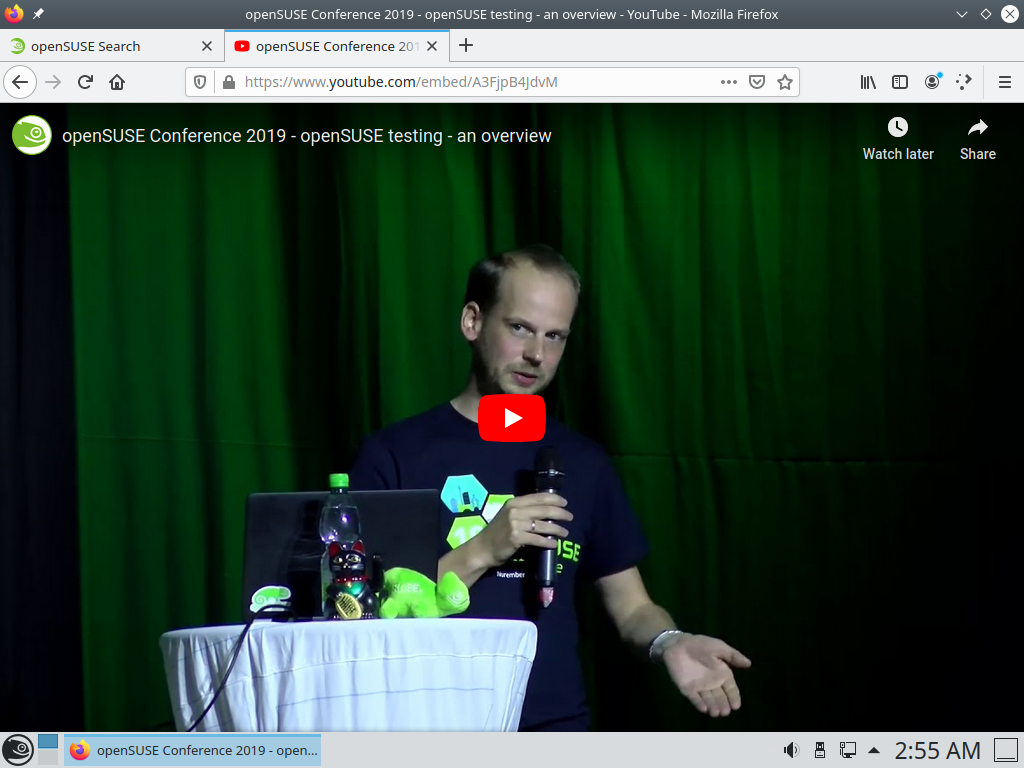 openSUSE Conference 2019 - openSUSE testing - an overview - YouTube - Mozilla Firefox
openSUSE Search
openSUSE Conference 201
https://www.youtube.com/embed/A3FjpB4JdvM
openSUSE Conference 2019 - openSUSE testing - an overview
Watch later
Share
Nurember
openSUSE Conference 2019 - open...
2:55 AM